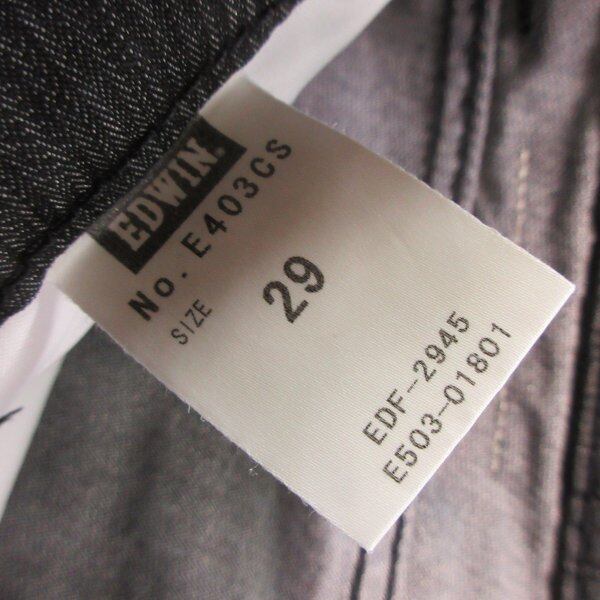 EDWIN.
No. E403CS
SIZE 29
EDF-2945
E503-01801